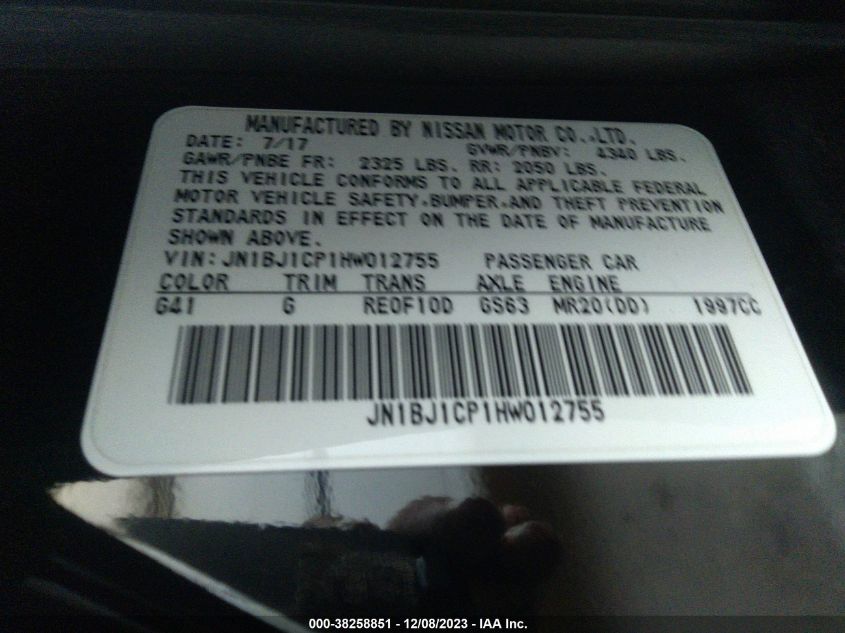 MANUFACTURED BY NISSAN MOTOR CO.,LTD.
DATE: 7/17 GVWR/PNBV: 4340 LBS.
GAWR/PNBE FR: 2325 LBS. RR: 2050 LBS.
THIS VEHICLE CONFORMS TO ALL APPLICABLE FEDERAL
MOTOR VEHICLE SAFETY,BUMPER,AND THEFT PREVENTION
STANDARDS IN EFFECT ON THE DATE OF MANUFACTURE
SHOWN ABOVE.
VIN: JN1BJ1CP1HW012755 PASSENGER CAR
COLOR TRIM TRANS AXLE ENGINE
G41 G RE0F10D GS63 MR20(DD) 1997CC
JN1BJ1CP1HW012755
000-38258851 - 12/08/2023 - IAA Inc.